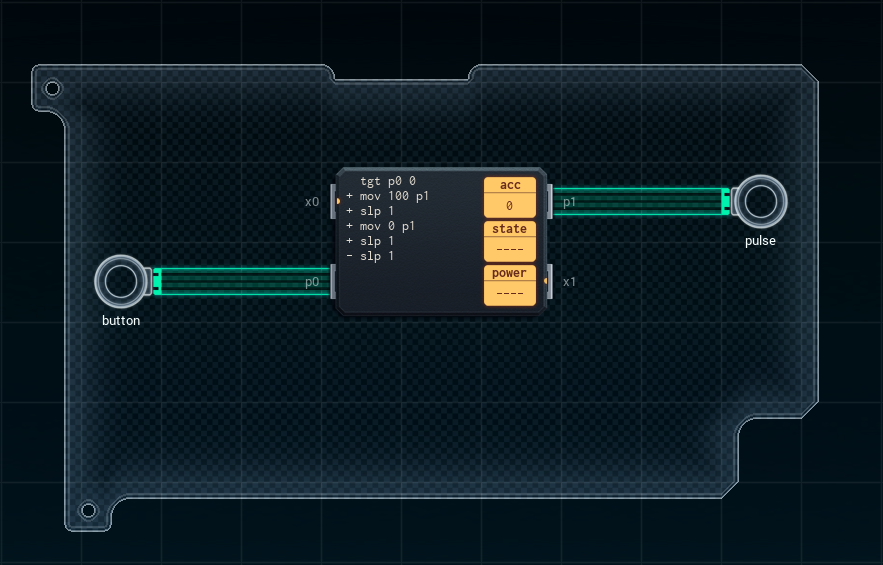 tgt p0 0
+ mov 100 p1
+ slp 1
+ mov 0 p1
+ slp 1
- slp 1
acc
0
state
----
power
----
x0
p1
p0
x1
pulse
button